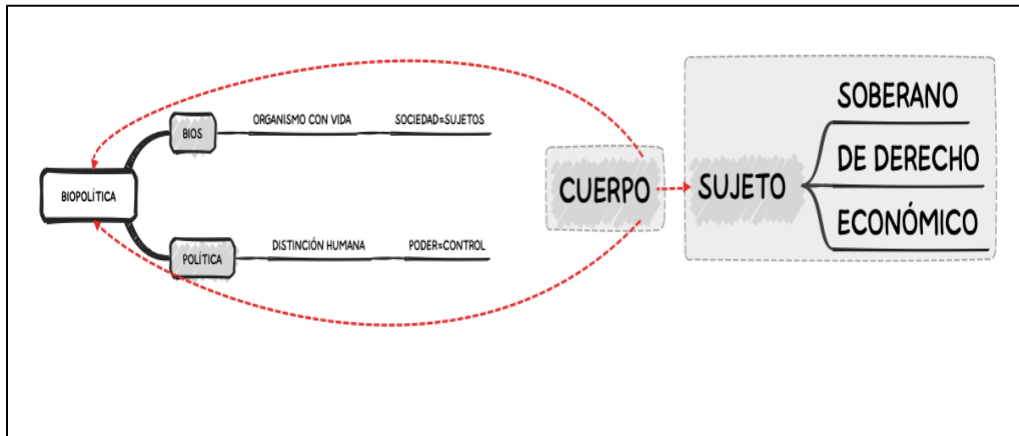 BIOPOLÍTICA
BIOS
ORGANISMO CON VIDA
SOCIEDAD=SUJETOS
POLÍTICA
DISTINCIÓN HUMANA
PODER=CONTROL
CUERPO
SUJETO
SOBERANO
DE DERECHO
ECONÓMICO